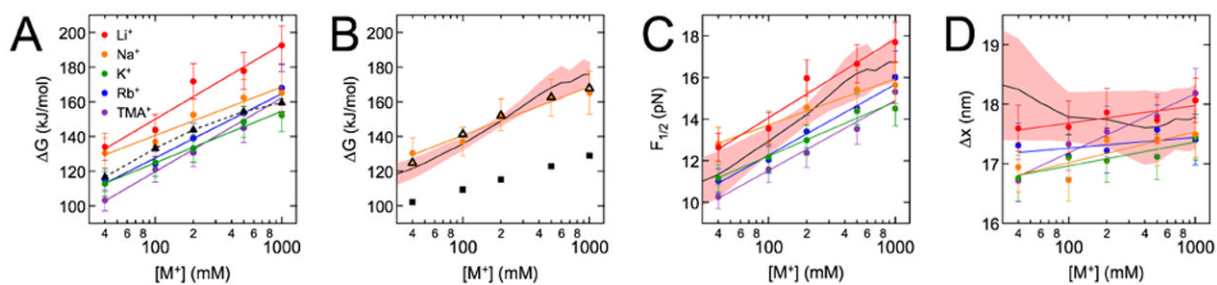 A
ΔG (kJ/mol)
200
180
160
140
120
100
Li⁺
Na⁺
K⁺
Rb⁺
TMA⁺
4 6 8 100 2 4 6 8 1000
[M⁺] (mM)
B
ΔG (kJ/mol)
200
180
160
140
120
100
4 6 8 100 2 4 6 8 1000
[M⁺] (mM)
C
F1/2 (pN)
18
16
14
12
10
4 6 8 100 2 4 6 8 1000
[M⁺] (mM)
D
Δx (nm)
19
18
17
16
4 6 8 100 2 4 6 8 1000
[M⁺] (mM)